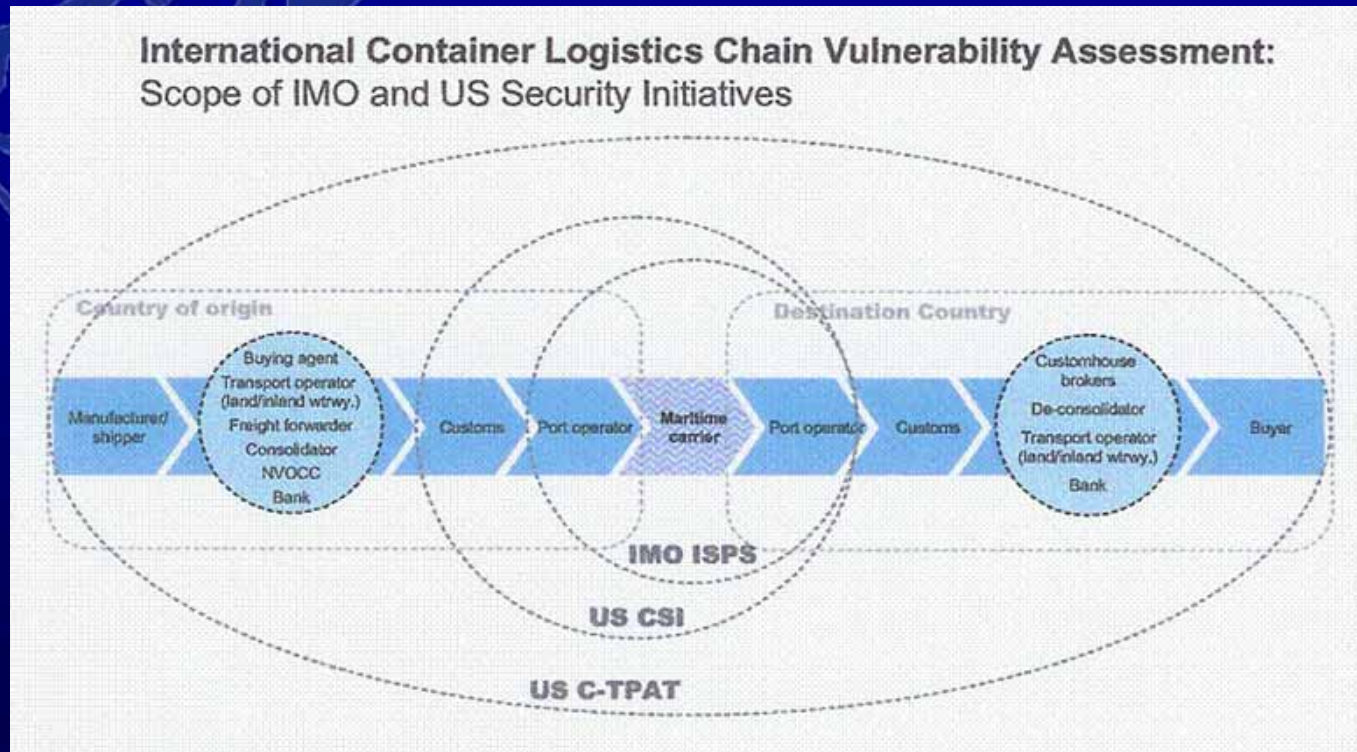 International Container Logistics Chain Vulnerability Assessment:
Scope of IMO and US Security Initiatives
Country of origin
Destination Country
Manufactured/
shipper
Buying agent
Transport operator
(land/inland wtrwy.)
Freight forwarder
Consolidator
NVOCC
Bank
Customs
Port operator
Maritime
carrier
Port operator
Customs
Customhouse
brokers
De-consolidator
Transport operator
(land/inland wtrwy.)
Bank
Buyer
IMO ISPS
US CSI
US C-TPAT